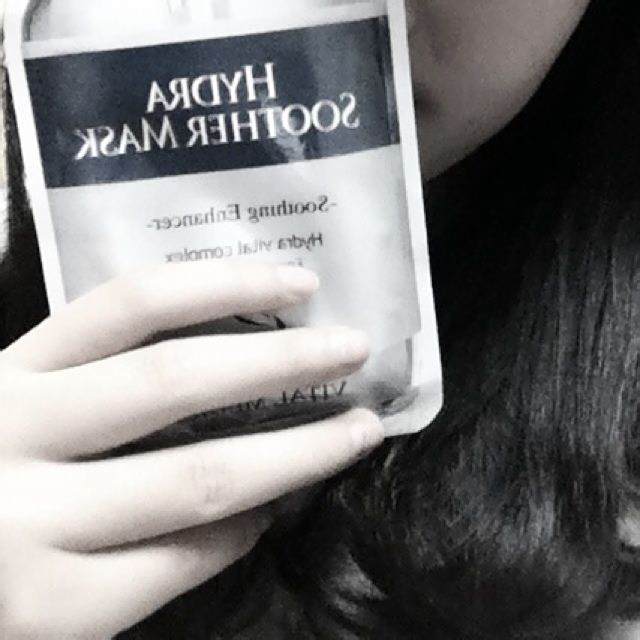 HYDRA
SOOTHER MASK
-Soothing Enhancer-
Hydra vital complex